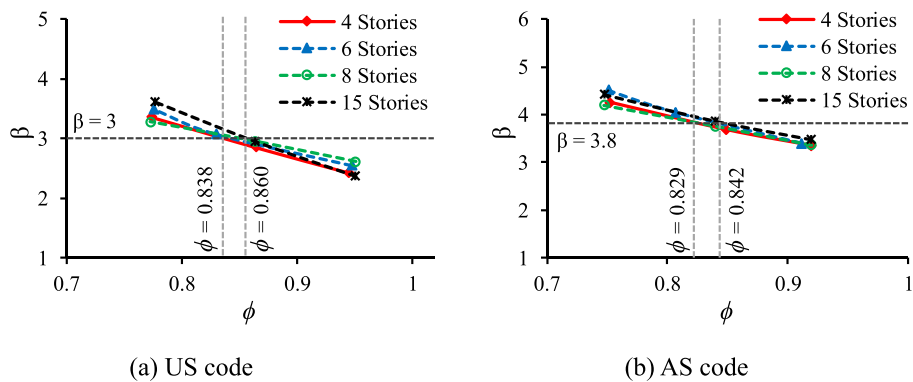 5
4
3
2
1
β
β = 3
4 Stories
6 Stories
8 Stories
15 Stories
ϕ = 0.838
ϕ = 0.860
0.7
0.8
0.9
1
ϕ
(a) US code
6
5
4
3
2
1
β
β = 3.8
4 Stories
6 Stories
8 Stories
15 Stories
ϕ = 0.829
ϕ = 0.842
0.7
0.8
0.9
1
ϕ
(b) AS code